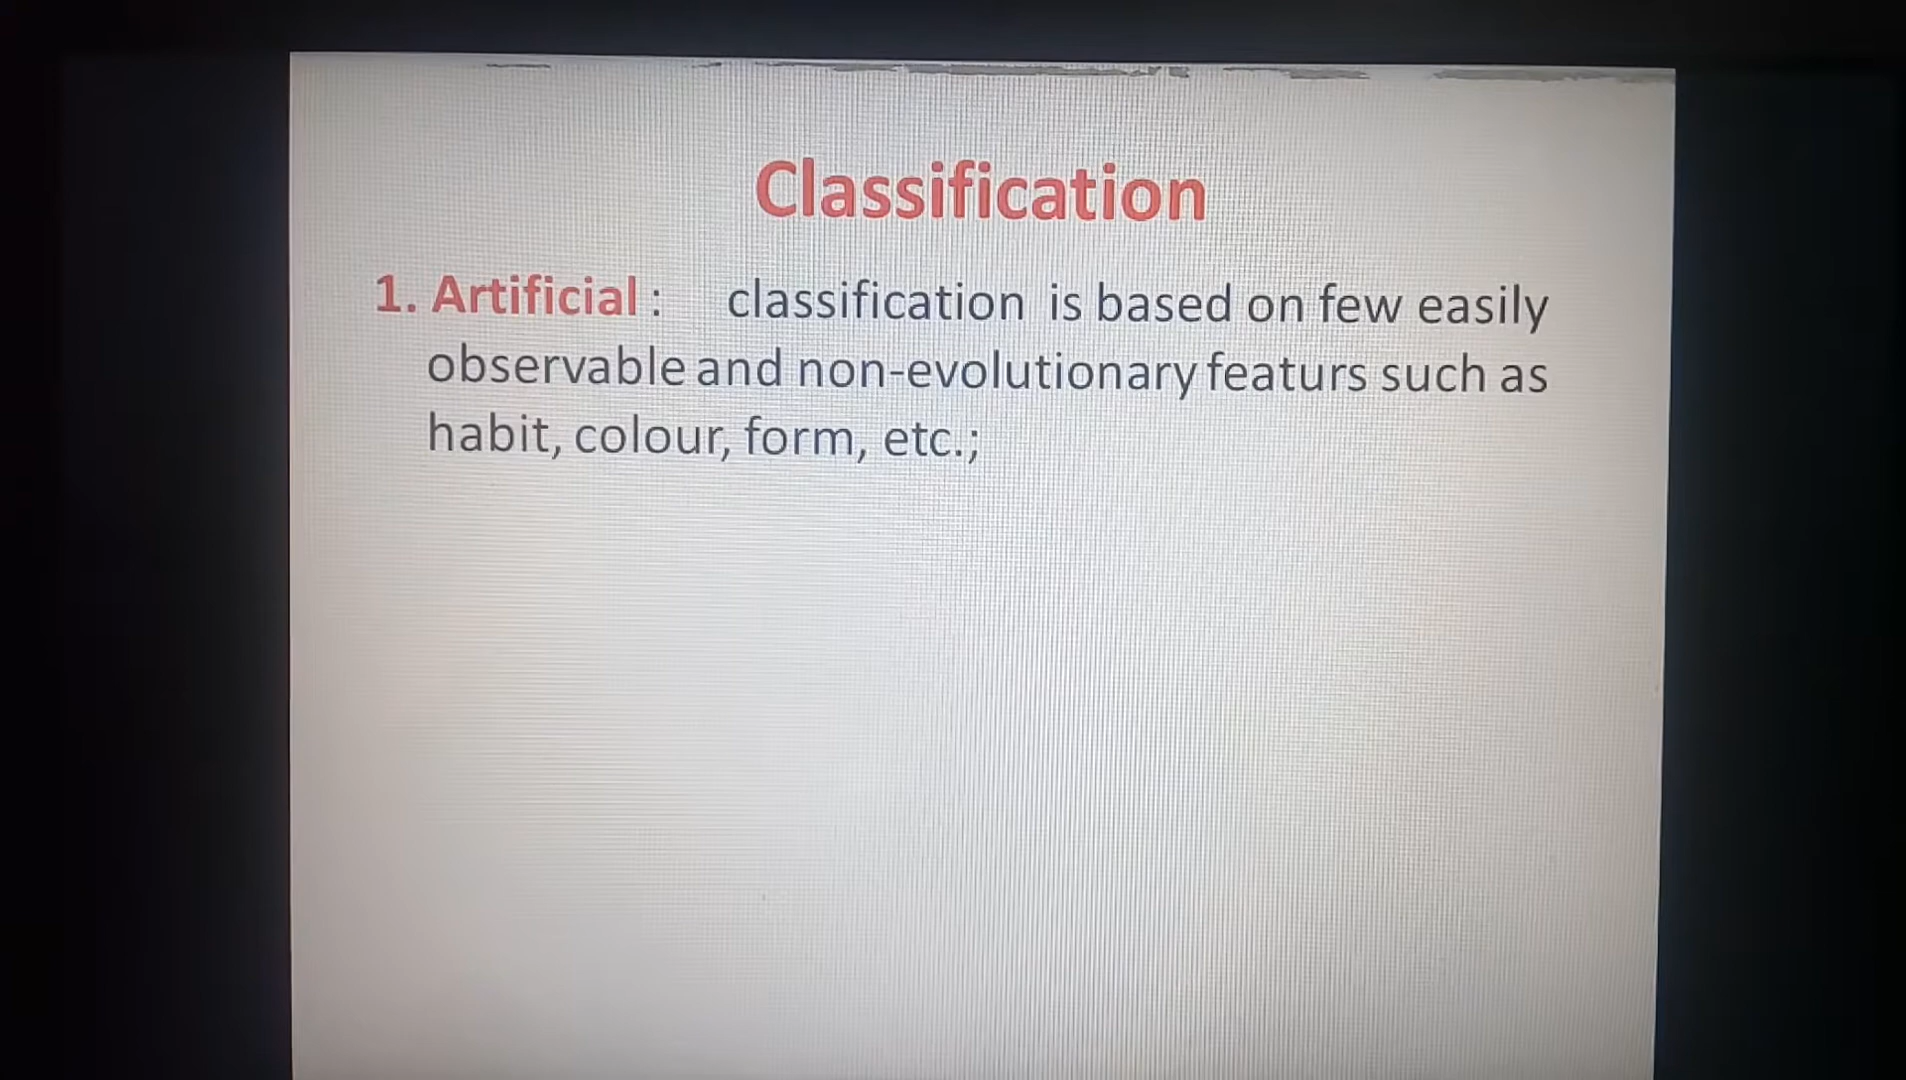 Classification
1. Artificial : classification is based on few easily
observable and non-evolutionary featurs such as
habit, colour, form, etc.;